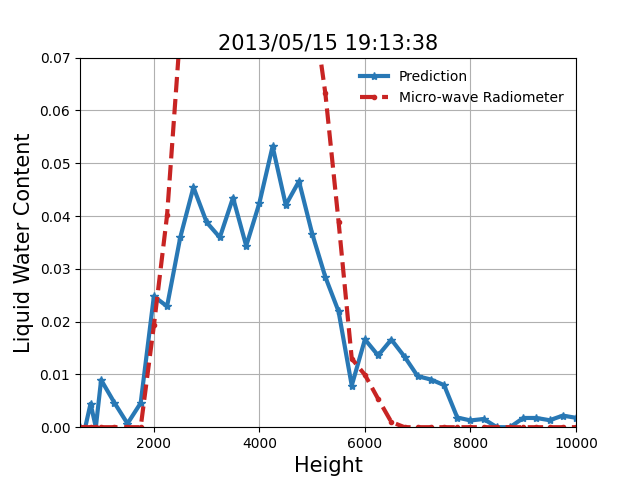 2013/05/15 19:13:38
Prediction
Micro-wave Radiometer
Liquid Water Content
0.07
0.06
0.05
0.04
0.03
0.02
0.01
0.00
2000 4000 6000 8000 10000
Height